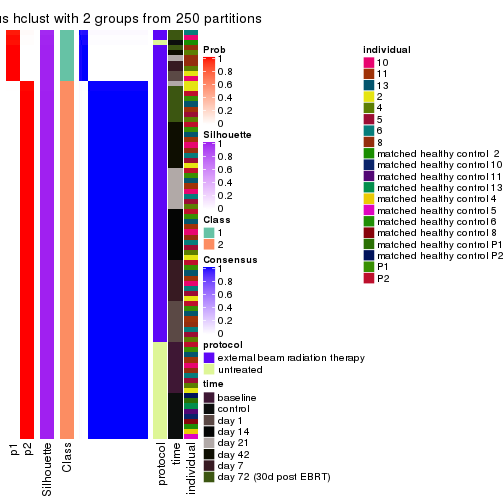 us hclust with 2 groups from 250 partitions
Prob
1
0.8
0.6
0.4
0.2
0
Silhouette
1
0.8
0.6
0.4
0.2
0
Class
1
2
Consensus
1
0.8
0.6
0.4
0.2
0
protocol
external beam radiation therapy
untreated
time
baseline
control
day 1
day 14
day 21
day 42
day 7
day 72 (30d post EBRT)
individual
10
11
13
2
4
5
6
8
matched healthy control  2
matched healthy control 10
matched healthy control 11
matched healthy control 13
matched healthy control 4
matched healthy control 5
matched healthy control 6
matched healthy control 8
matched healthy control P1
matched healthy control P2
P1
P2
p1
p2
Silhouette
Class
protocol
time
individual